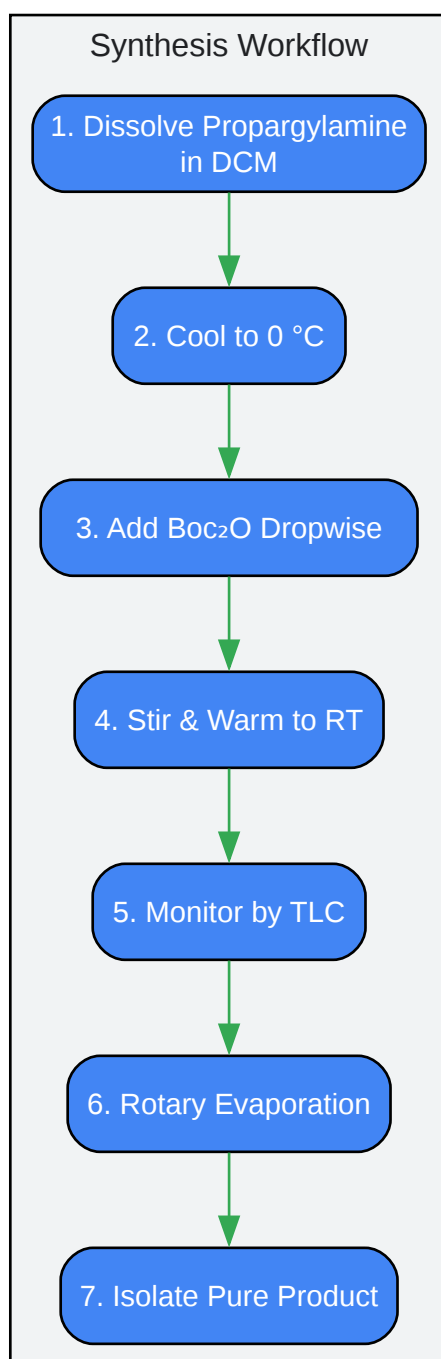 Synthesis Workflow
1. Dissolve Propargylamine
in DCM
2. Cool to 0 °C
3. Add Boc₂O Dropwise
4. Stir & Warm to RT
5. Monitor by TLC
6. Rotary Evaporation
7. Isolate Pure Product